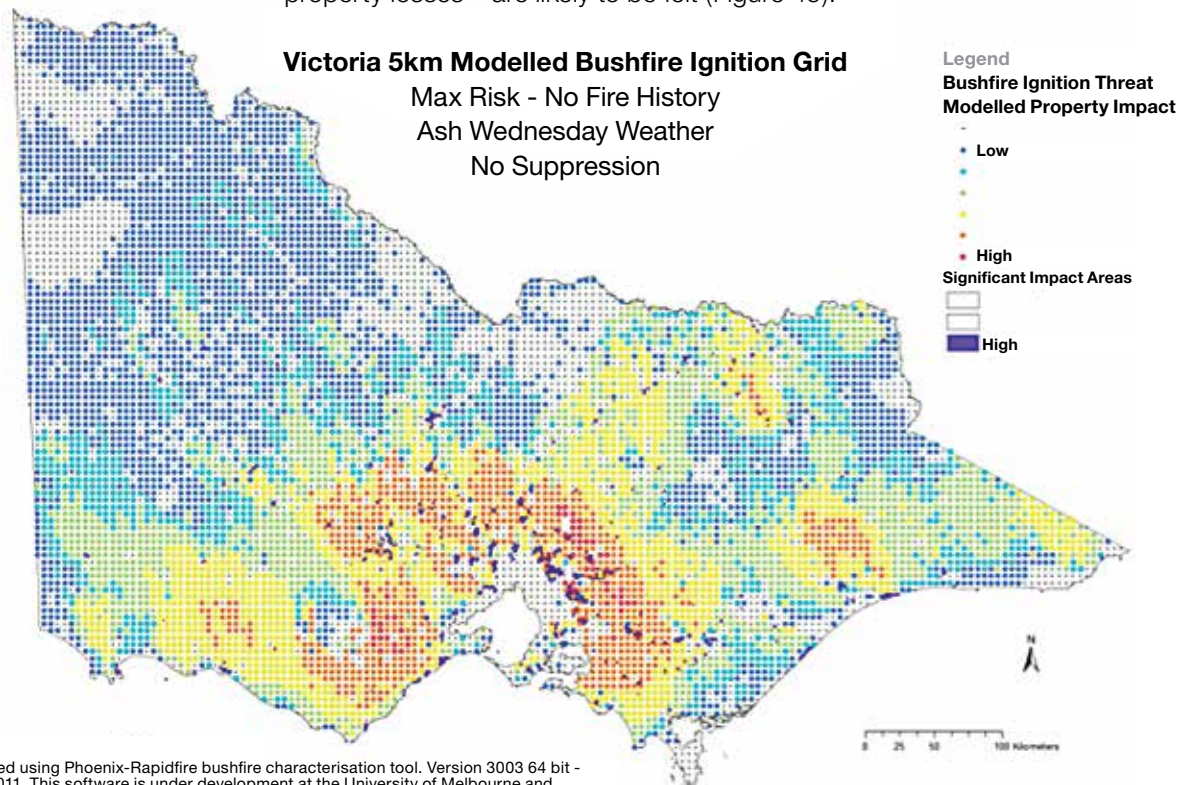 property losses – are likely to be felt (Figure
Victoria 5km Modelled Bushfire Ignition Grid
Max Risk - No Fire History
Ash Wednesday Weather
No Suppression
Legend
Bushfire Ignition Threat
Modelled Property Impact
-
Low
High
Significant Impact Areas
High
N
0 25 50 100 Kilometers
ed using Phoenix-Rapidfire bushfire characterisation tool. Version 3003 64 bit -
011. This software is under development at the University of Melbourne and